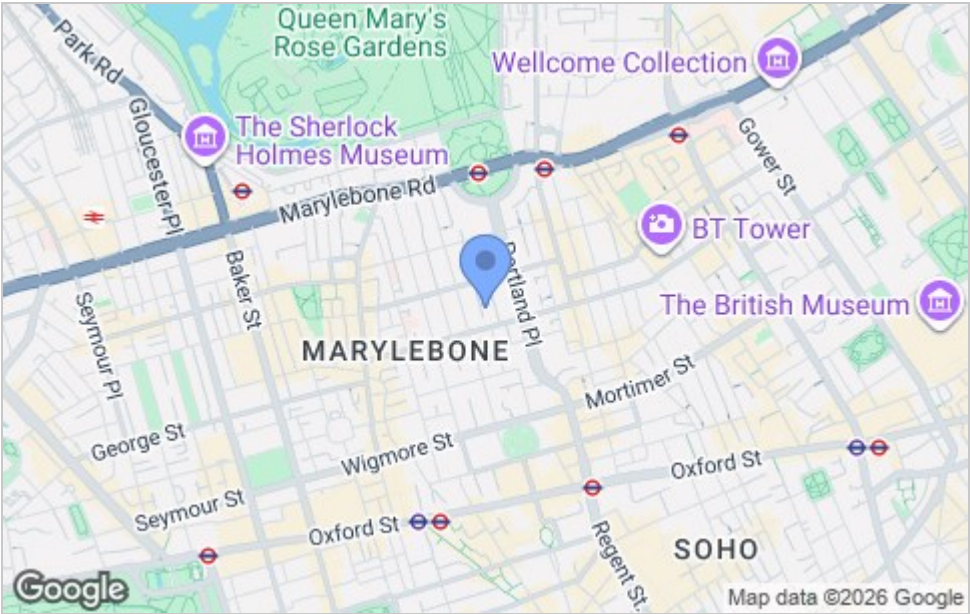 Queen Mary's
Rose Gardens
Park Rd
Wellcome Collection
Gloucester Pl
The Sherlock
Holmes Museum
Gower St
Marylebone Rd
BT Tower
Baker St
Portland Pl
The British Museum
Seymour Pl
MARYLEBONE
Mortimer St
George St
Wigmore St
Oxford St
Seymour St
Oxford St
Regent St.
SOHO
Google
Map data ©2026 Google